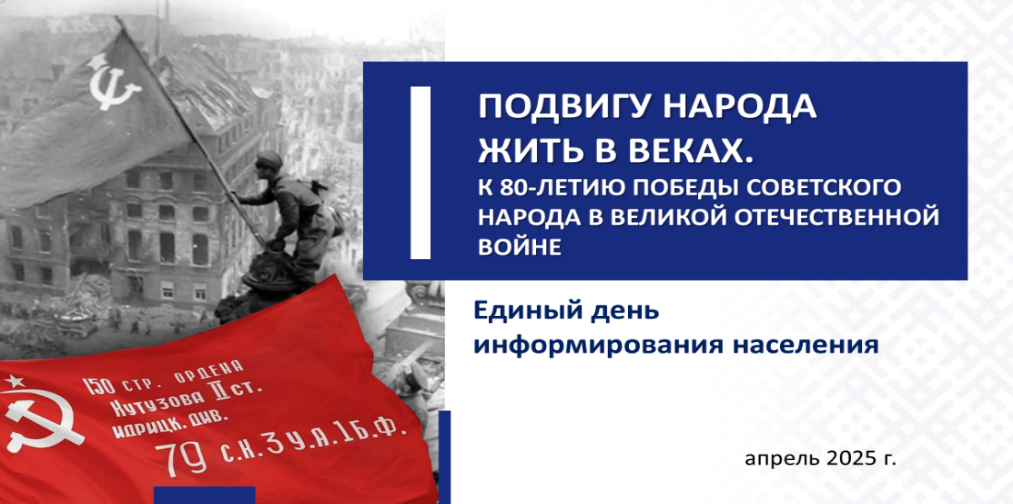 ПОДВИГУ НАРОДА
ЖИТЬ В ВЕКАХ.
К 80-ЛЕТИЮ ПОБЕДЫ СОВЕТСКОГО
НАРОДА В ВЕЛИКОЙ ОТЕЧЕСТВЕННОЙ
ВОЙНЕ
Единый день
информирования населения
150 СТР. ОРДЕНА
КУТУЗОВА II СТ.
ИДРИЦК. ДИВ.
79 С.К. 3 У.А. 1 Б.Ф.
апрель 2025 г.